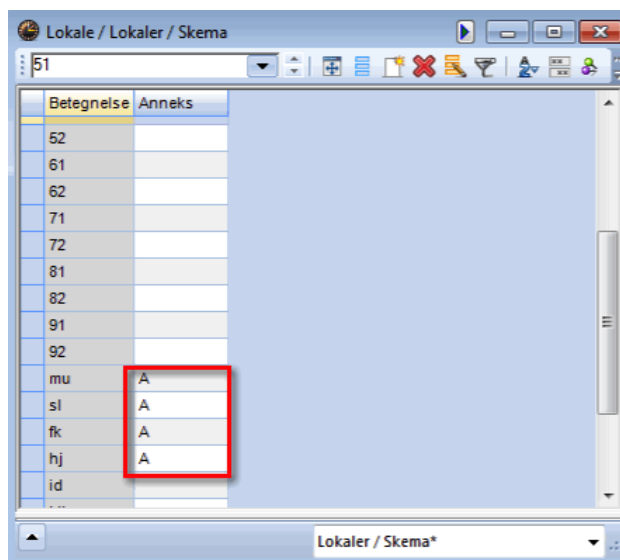 Lokale / Lokaler / Skema
51
Betegnelse Anneks
52
61
62
71
72
81
82
91
92
mu A
sl A
fk A
hj A
id
Lokaler / Skema*